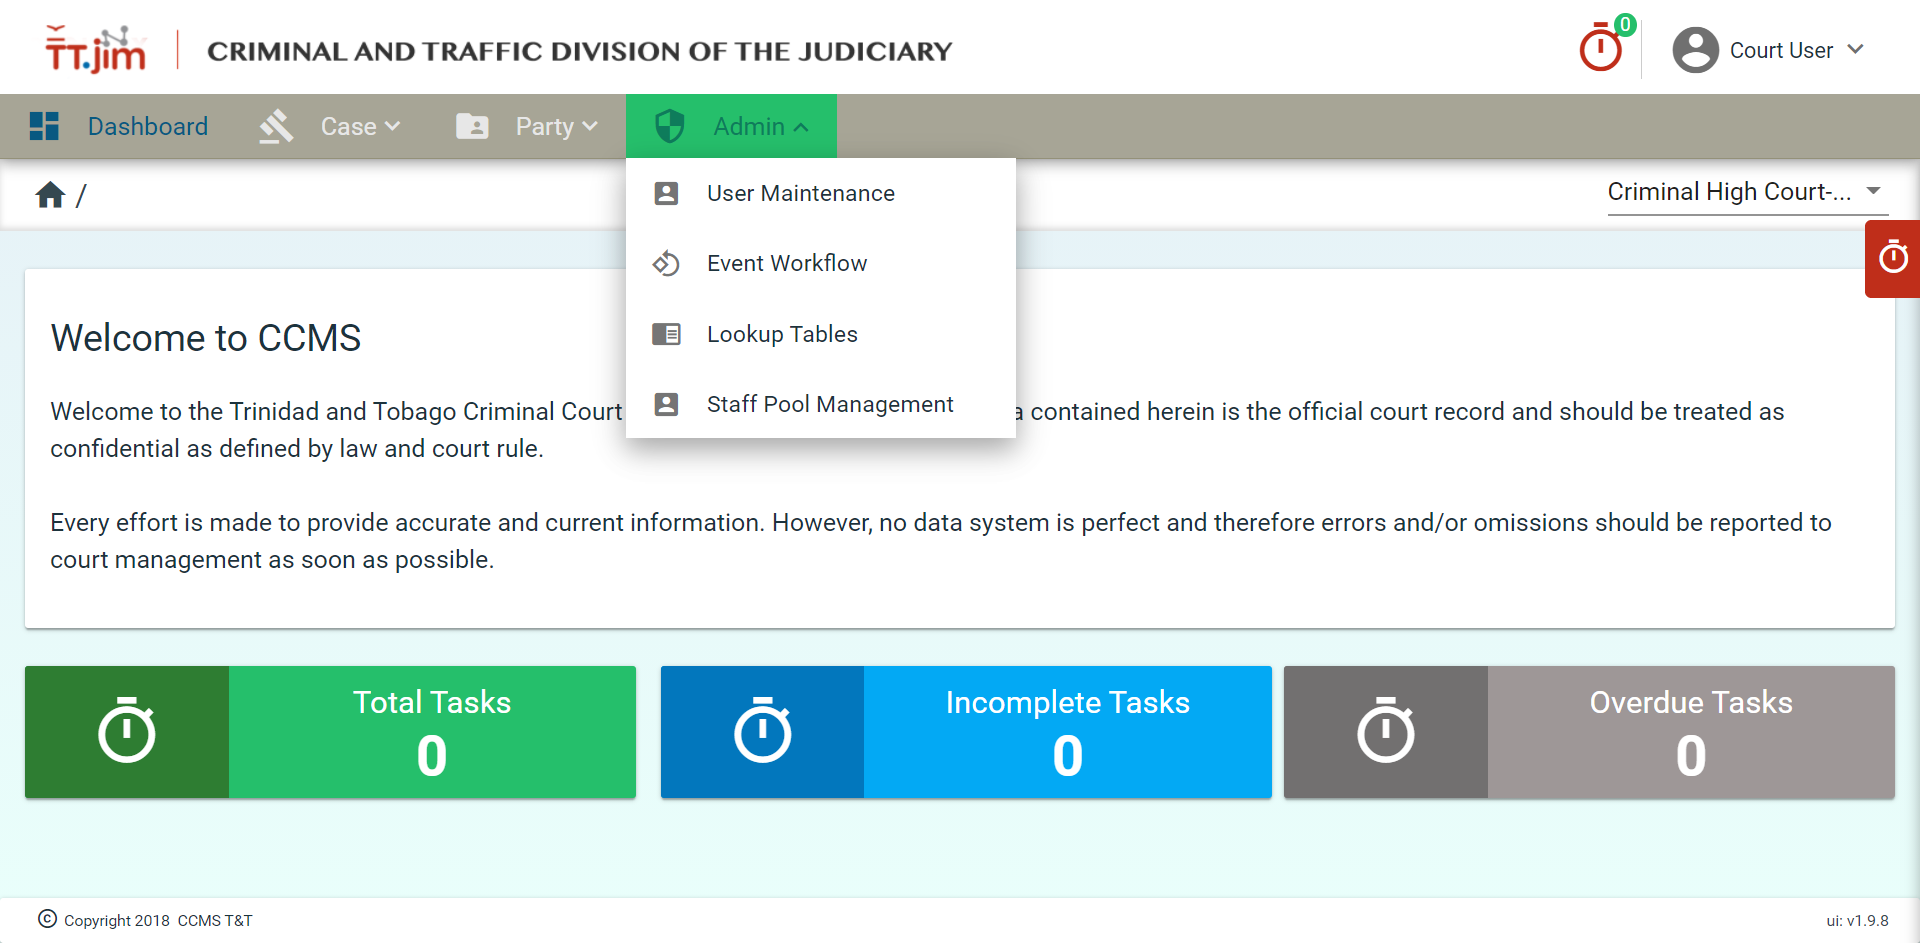 TT.jim
CRIMINAL AND TRAFFIC DIVISION OF THE JUDICIARY
0
Court User
Dashboard
Case
Party
Admin
/
Criminal High Court-...
User Maintenance
Event Workflow
Lookup Tables
Staff Pool Management
Welcome to CCMS
Welcome to the Trinidad and Tobago Criminal Court a contained herein is the official court record and should be treated as
confidential as defined by law and court rule.
Every effort is made to provide accurate and current information. However, no data system is perfect and therefore errors and/or omissions should be reported to
court management as soon as possible.
Total Tasks
0
Incomplete Tasks
0
Overdue Tasks
0
© Copyright 2018 CCMS T&T
ui: v1.9.8